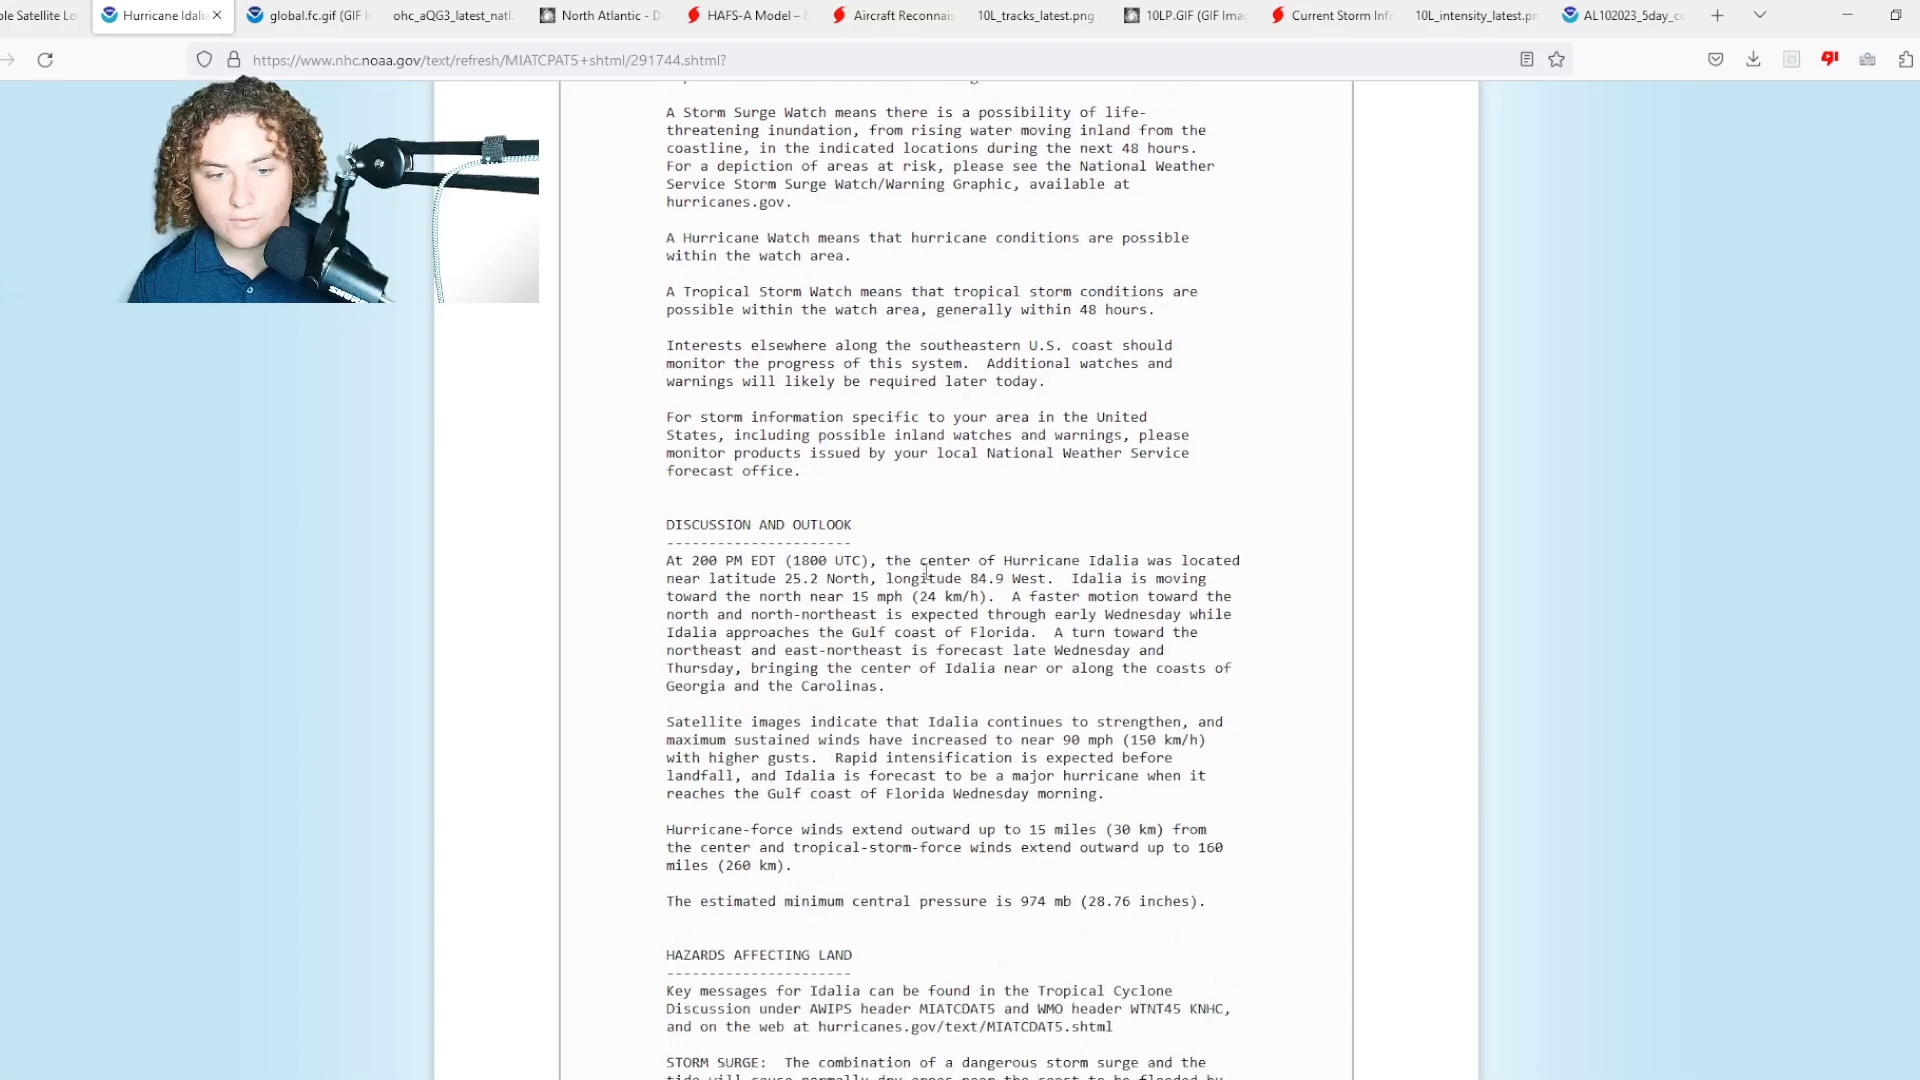 ole Satellite Lo
Hurricane Idali
global.fc.gif (GIF I
ohc_aQG3_latest_natl.
North Atlantic - D
HAFS-A Model –
Aircraft Reconnais
10L_tracks_latest.png
10LP.GIF (GIF Ima
Current Storm Inf
10L_intensity_latest.pn
AL102023_5day_c
https://www.nhc.noaa.gov/text/refresh/MIATCPAT5+shtml/291744.shtml?
A Storm Surge Watch means there is a possibility of life-
threatening inundation, from rising water moving inland from the
coastline, in the indicated locations during the next 48 hours.
For a depiction of areas at risk, please see the National Weather
Service Storm Surge Watch/Warning Graphic, available at
hurricanes.gov.
A Hurricane Watch means that hurricane conditions are possible
within the watch area.
A Tropical Storm Watch means that tropical storm conditions are
possible within the watch area, generally within 48 hours.
Interests elsewhere along the southeastern U.S. coast should
monitor the progress of this system.  Additional watches and
warnings will likely be required later today.
For storm information specific to your area in the United
States, including possible inland watches and warnings, please
monitor products issued by your local National Weather Service
forecast office.
DISCUSSION AND OUTLOOK
----------------------
At 200 PM EDT (1800 UTC), the center of Hurricane Idalia was located
near latitude 25.2 North, longitude 84.9 West.  Idalia is moving
toward the north near 15 mph (24 km/h).  A faster motion toward the
north and north-northeast is expected through early Wednesday while
Idalia approaches the Gulf coast of Florida.  A turn toward the
northeast and east-northeast is forecast late Wednesday and
Thursday, bringing the center of Idalia near or along the coasts of
Georgia and the Carolinas.
Satellite images indicate that Idalia continues to strengthen, and
maximum sustained winds have increased to near 90 mph (150 km/h)
with higher gusts.  Rapid intensification is expected before
landfall, and Idalia is forecast to be a major hurricane when it
reaches the Gulf coast of Florida Wednesday morning.
Hurricane-force winds extend outward up to 15 miles (30 km) from
the center and tropical-storm-force winds extend outward up to 160
miles (260 km).
The estimated minimum central pressure is 974 mb (28.76 inches).
HAZARDS AFFECTING LAND
----------------------
Key messages for Idalia can be found in the Tropical Cyclone
Discussion under AWIPS header MIATCDAT5 and WMO header WTNT45 KNHC,
and on the web at hurricanes.gov/text/MIATCDAT5.shtml
STORM SURGE:  The combination of a dangerous storm surge and the
tide will cause normally dry areas near the coast to be flooded by